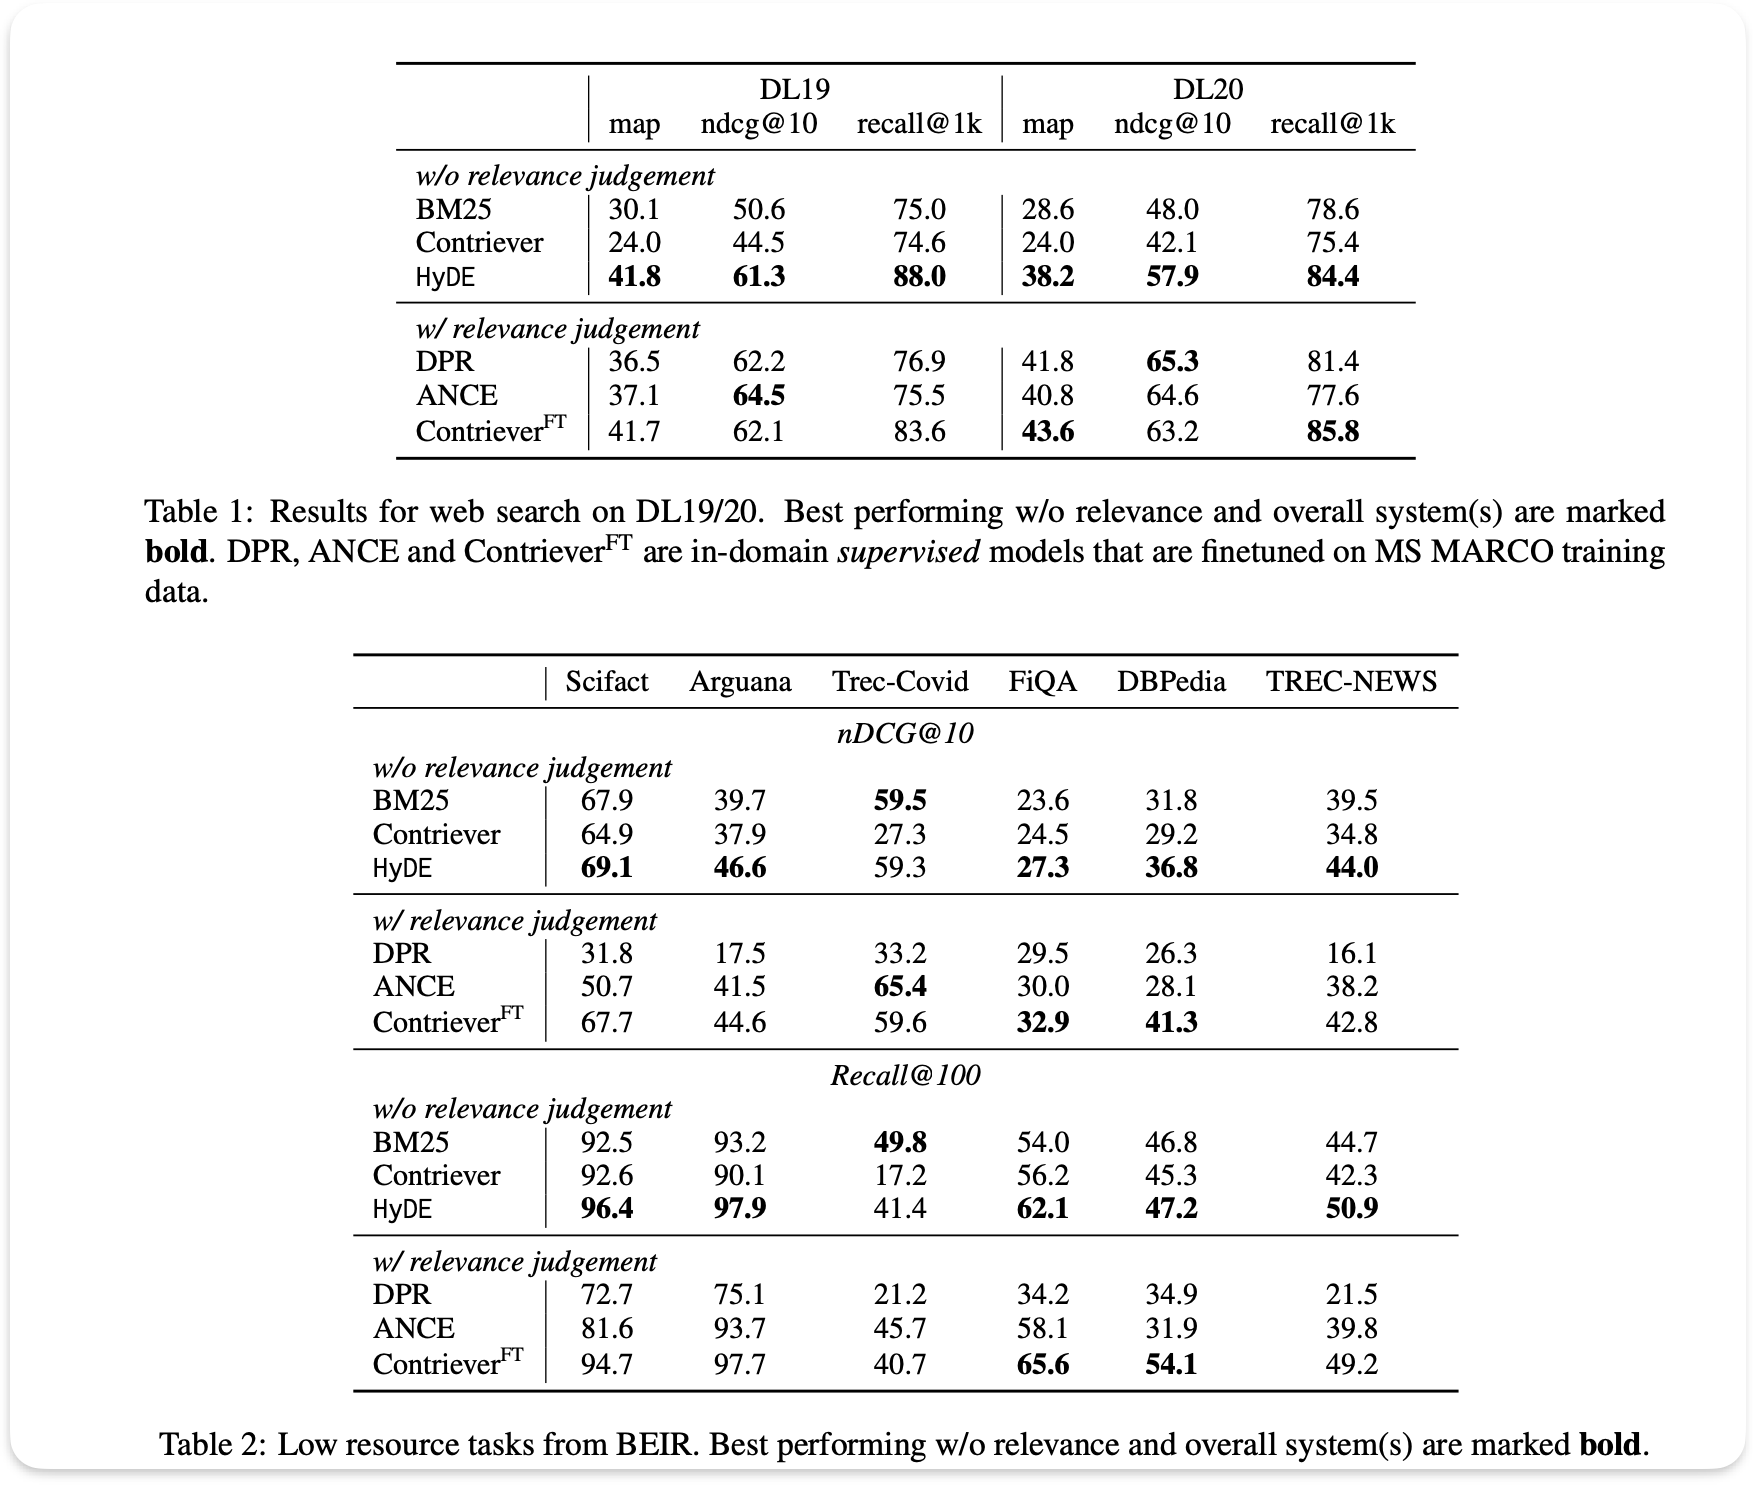 DL19 DL20
map ndcg@10 recall@1k map ndcg@10 recall@1k
w/o relevance judgement
BM25 30.1 50.6 75.0 28.6 48.0 78.6
Contriever 24.0 44.5 74.6 24.0 42.1 75.4
HyDE 41.8 61.3 88.0 38.2 57.9 84.4
w/ relevance judgement
DPR 36.5 62.2 76.9 41.8 65.3 81.4
ANCE 37.1 64.5 75.5 40.8 64.6 77.6
Contriever^FT 41.7 62.1 83.6 43.6 63.2 85.8
Table 1: Results for web search on DL19/20. Best performing w/o relevance and overall system(s) are marked
bold. DPR, ANCE and Contriever^FT are in-domain supervised models that are finetuned on MS MARCO training
data.
Scifact Arguana Trec-Covid FiQA DBPedia TREC-NEWS
nDCG@10
w/o relevance judgement
BM25 67.9 39.7 59.5 23.6 31.8 39.5
Contriever 64.9 37.9 27.3 24.5 29.2 34.8
HyDE 69.1 46.6 59.3 27.3 36.8 44.0
w/ relevance judgement
DPR 31.8 17.5 33.2 29.5 26.3 16.1
ANCE 50.7 41.5 65.4 30.0 28.1 38.2
Contriever^FT 67.7 44.6 59.6 32.9 41.3 42.8
Recall@100
w/o relevance judgement
BM25 92.5 93.2 49.8 54.0 46.8 44.7
Contriever 92.6 90.1 17.2 56.2 45.3 42.3
HyDE 96.4 97.9 41.4 62.1 47.2 50.9
w/ relevance judgement
DPR 72.7 75.1 21.2 34.2 34.9 21.5
ANCE 81.6 93.7 45.7 58.1 31.9 39.8
Contriever^FT 94.7 97.7 40.7 65.6 54.1 49.2
Table 2: Low resource tasks from BEIR. Best performing w/o relevance and overall system(s) are marked bold.